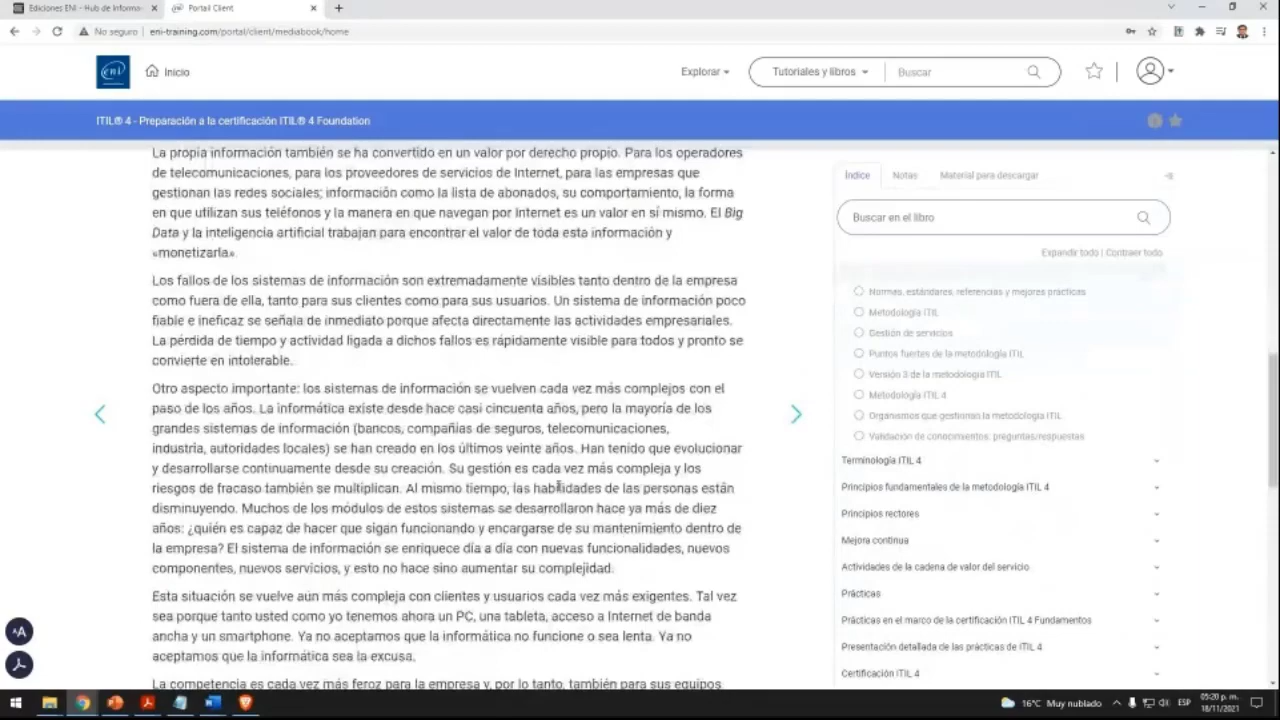 Ediciones ENI - Hub de Informa
Portail Client
No seguro
eni-training.com/portal/client/mediabook/home
eni
Inicio
Explorar
Tutoriales y libros
Buscar
ITIL® 4 - Preparación a la certificación ITIL® 4 Foundation
La propia información también se ha convertido en un valor por derecho propio. Para los operadores
de telecomunicaciones, para los proveedores de servicios de Internet, para las empresas que
gestionan las redes sociales; información como la lista de abonados, su comportamiento, la forma
en que utilizan sus teléfonos y la manera en que navegan por Internet es un valor en sí mismo. El Big
Data y la inteligencia artificial trabajan para encontrar el valor de toda esta información y
«monetizarla».
Los fallos de los sistemas de información son extremadamente visibles tanto dentro de la empresa
como fuera de ella, tanto para sus clientes como para sus usuarios. Un sistema de información poco
fiable e ineficaz se señala de inmediato porque afecta directamente las actividades empresariales.
La pérdida de tiempo y actividad ligada a dichos fallos es rápidamente visible para todos y pronto se
convierte en intolerable.
Otro aspecto importante: los sistemas de información se vuelven cada vez más complejos con el
paso de los años. La informática existe desde hace casi cincuenta años, pero la mayoría de los
grandes sistemas de información (bancos, compañías de seguros, telecomunicaciones,
industria, autoridades locales) se han creado en los últimos veinte años. Han tenido que evolucionar
y desarrollarse continuamente desde su creación. Su gestión es cada vez más compleja y los
riesgos de fracaso también se multiplican. Al mismo tiempo, las habilidades de las personas están
disminuyendo. Muchos de los módulos de estos sistemas se desarrollaron hace ya más de diez
años: ¿quién es capaz de hacer que sigan funcionando y encargarse de su mantenimiento dentro de
la empresa? El sistema de información se enriquece día a día con nuevas funcionalidades, nuevos
componentes, nuevos servicios, y esto no hace sino aumentar su complejidad.
Esta situación se vuelve aún más compleja con clientes y usuarios cada vez más exigentes. Tal vez
sea porque tanto usted como yo tenemos ahora un PC, una tableta, acceso a Internet de banda
ancha y un smartphone. Ya no aceptamos que la informática no funcione o sea lenta. Ya no
aceptamos que la informática sea la excusa.
La competencia es cada vez más feroz para la empresa y, por lo tanto, también para sus equipos
Índice
Notas
Material para descargar
Buscar en el libro
Expandir todo | Contraer todo
Normas, estándares, referencias y mejores prácticas
Metodología ITIL
Gestión de servicios
Puntos fuertes de la metodología ITIL
Versión 3 de la metodología ITIL
Metodología ITIL 4
Organismos que gestionan la metodología ITIL
Validación de conocimientos: preguntas/respuestas
Terminología ITIL 4
Principios fundamentales de la metodología ITIL 4
Principios rectores
Mejora continua
Actividades de la cadena de valor del servicio
Prácticas
Prácticas en el marco de la certificación ITIL 4 Fundamentos
Presentación detallada de las prácticas de ITIL 4
Certificación ITIL 4
16°C Muy nublado
ESP
05:20 p. m.
18/11/2021